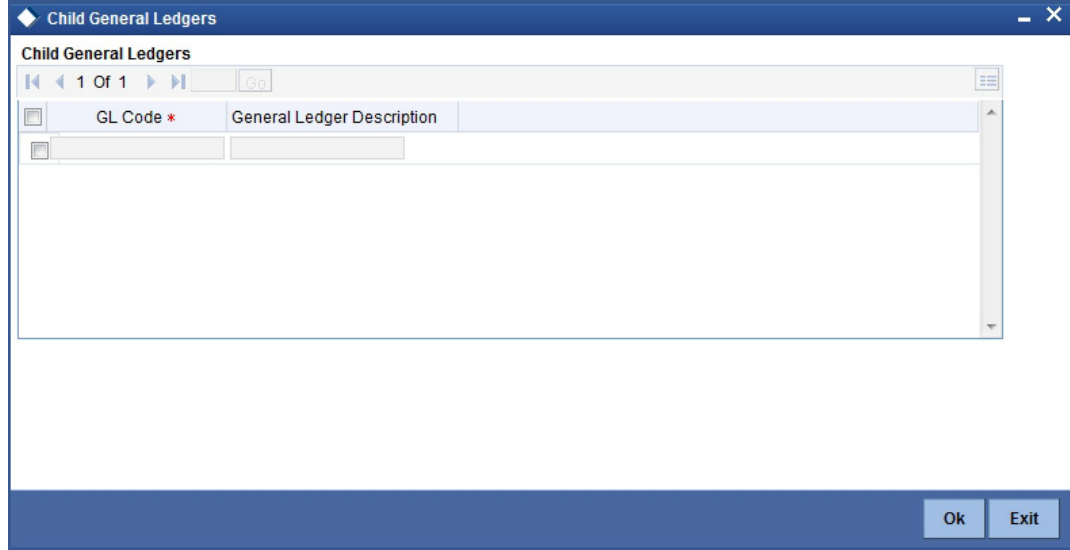 Child General Ledgers
Child General Ledgers
1 Of 1 Go
GL Code * General Ledger Description
Ok Exit